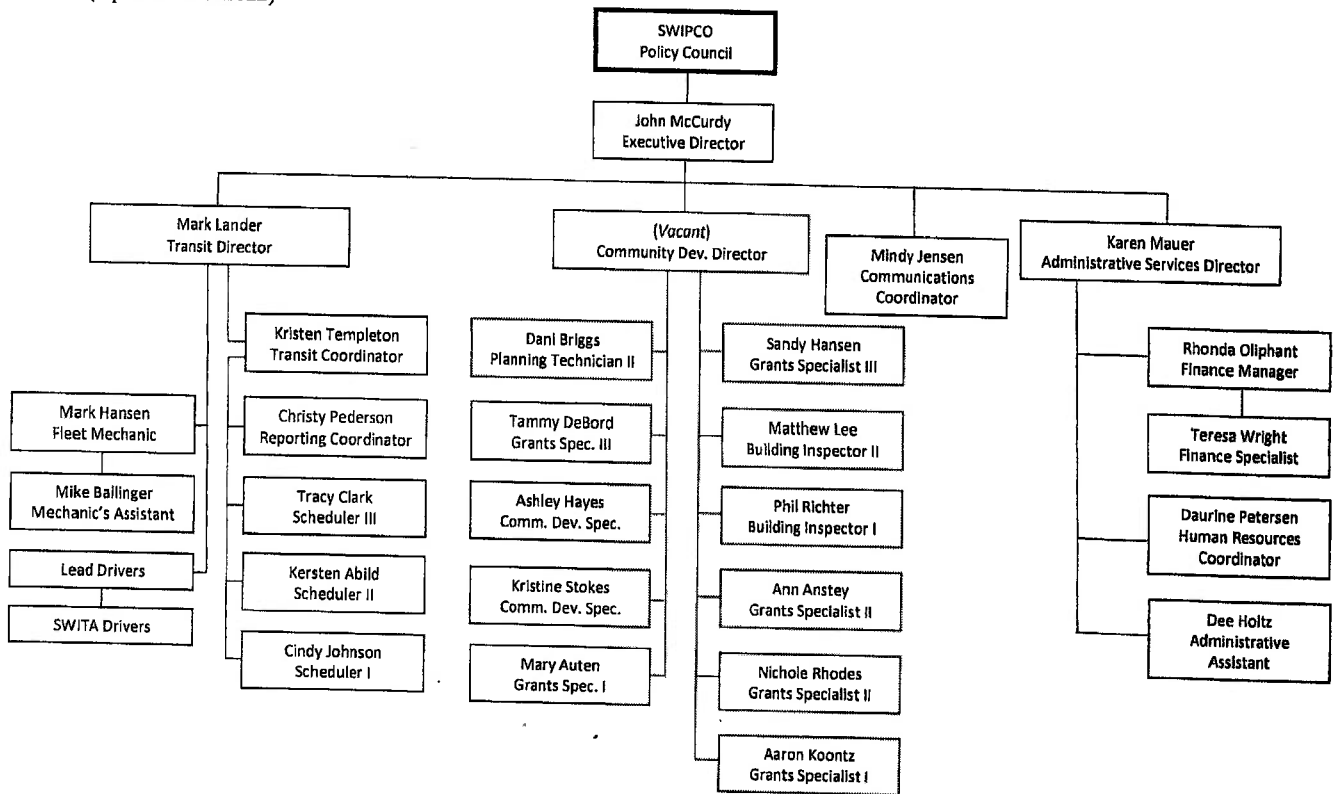 SWIPCO
Policy Council
John McCurdy
Executive Director
Mark Lander
Transit Director
(Vacant)
Community Dev. Director
Mindy Jensen
Communications
Coordinator
Karen Mauer
Administrative Services Director
Kristen Templeton
Transit Coordinator
Mark Hansen
Fleet Mechanic
Christy Pederson
Reporting Coordinator
Mike Ballinger
Mechanic's Assistant
Tracy Clark
Scheduler III
Lead Drivers
Kersten Abild
Scheduler II
SWITA Drivers
Cindy Johnson
Scheduler I
Dani Briggs
Planning Technician II
Sandy Hansen
Grants Specialist III
Tammy DeBord
Grants Spec. III
Matthew Lee
Building Inspector II
Ashley Hayes
Comm. Dev. Spec.
Phil Richter
Building Inspector I
Kristine Stokes
Comm. Dev. Spec.
Ann Anstey
Grants Specialist II
Mary Auten
Grants Spec. I
Nichole Rhodes
Grants Specialist II
Aaron Koontz
Grants Specialist I
Rhonda Oliphant
Finance Manager
Teresa Wright
Finance Specialist
Daurine Petersen
Human Resources
Coordinator
Dee Holtz
Administrative
Assistant